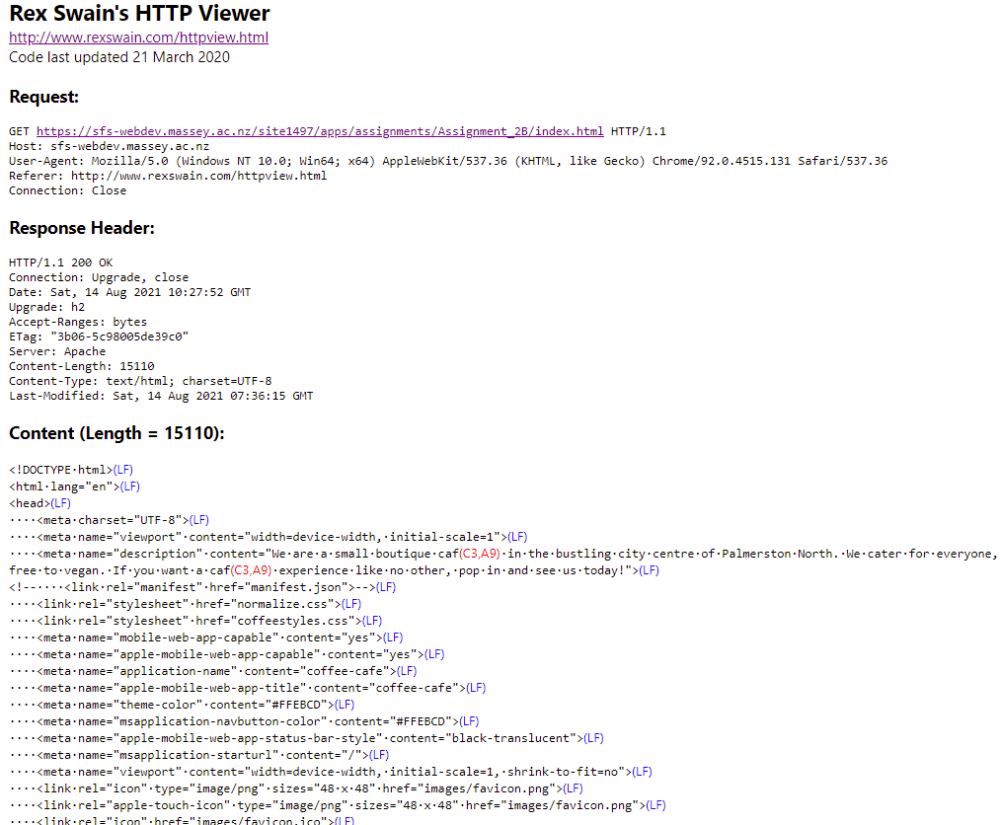 Rex Swain's HTTP Viewer
http://www.rexswain.com/httpview.html
Code last updated 21 March 2020
Request:
GET https://sfs-webdev.massey.ac.nz/site1497/apps/assignments/Assignment_2B/index.html HTTP/1.1
Host: sfs-webdev.massey.ac.nz
User-Agent: Mozilla/5.0 (Windows NT 10.0; Win64; x64) AppleWebKit/537.36 (KHTML, like Gecko) Chrome/92.0.4515.131 Safari/537.36
Referer: http://www.rexswain.com/httpview.html
Connection: Close
Response Header:
HTTP/1.1 200 OK
Connection: Upgrade, close
Date: Sat, 14 Aug 2021 10:27:52 GMT
Upgrade: h2
Accept-Ranges: bytes
ETag: "3b06-5c98005de39c0"
Server: Apache
Content-Length: 15110
Content-Type: text/html; charset=UTF-8
Last-Modified: Sat, 14 Aug 2021 07:36:15 GMT
Content (Length = 15110):
<!DOCTYPE·html>(LF)
<html·lang="en">(LF)
<head>(LF)
····<meta·charset="UTF-8">(LF)
····<meta·name="viewport"·content="width=device-width,·initial-scale=1">(LF)
····<meta·name="description"·content="We·are·a·small·boutique·caf(C3,A9)·in·the·bustling·city·centre·of·Palmerston·North.·We·cater·for·everyone,
free·to·vegan.·If·you·want·a·caf(C3,A9)·experience·like·no·other,·pop·in·and·see·us·today!">(LF)
<!--····<link·rel="manifest"·href="manifest.json">-->(LF)
····<link·rel="stylesheet"·href="normalize.css">(LF)
····<link·rel="stylesheet"·href="coffeestyles.css">(LF)
····<meta·name="mobile-web-app-capable"·content="yes">(LF)
····<meta·name="apple-mobile-web-app-capable"·content="yes">(LF)
····<meta·name="application-name"·content="coffee-cafe">(LF)
····<meta·name="apple-mobile-web-app-title"·content="coffee-cafe">(LF)
····<meta·name="theme-color"·content="#FFEBCD">(LF)
····<meta·name="msapplication-navbutton-color"·content="#FFEBCD">(LF)
····<meta·name="apple-mobile-web-app-status-bar-style"·content="black-translucent">(LF)
····<meta·name="msapplication-starturl"·content="/">(LF)
····<meta·name="viewport"·content="width=device-width,·initial-scale=1,·shrink-to-fit=no">(LF)
····<link·rel="icon"·type="image/png"·sizes="48·x·48"·href="images/favicon.png">(LF)
····<link·rel="apple-touch-icon"·type="image/png"·sizes="48·x·48"·href="images/favicon.png">(LF)
····<link·rel="icon"·href="images/favicon.ico">(LF)